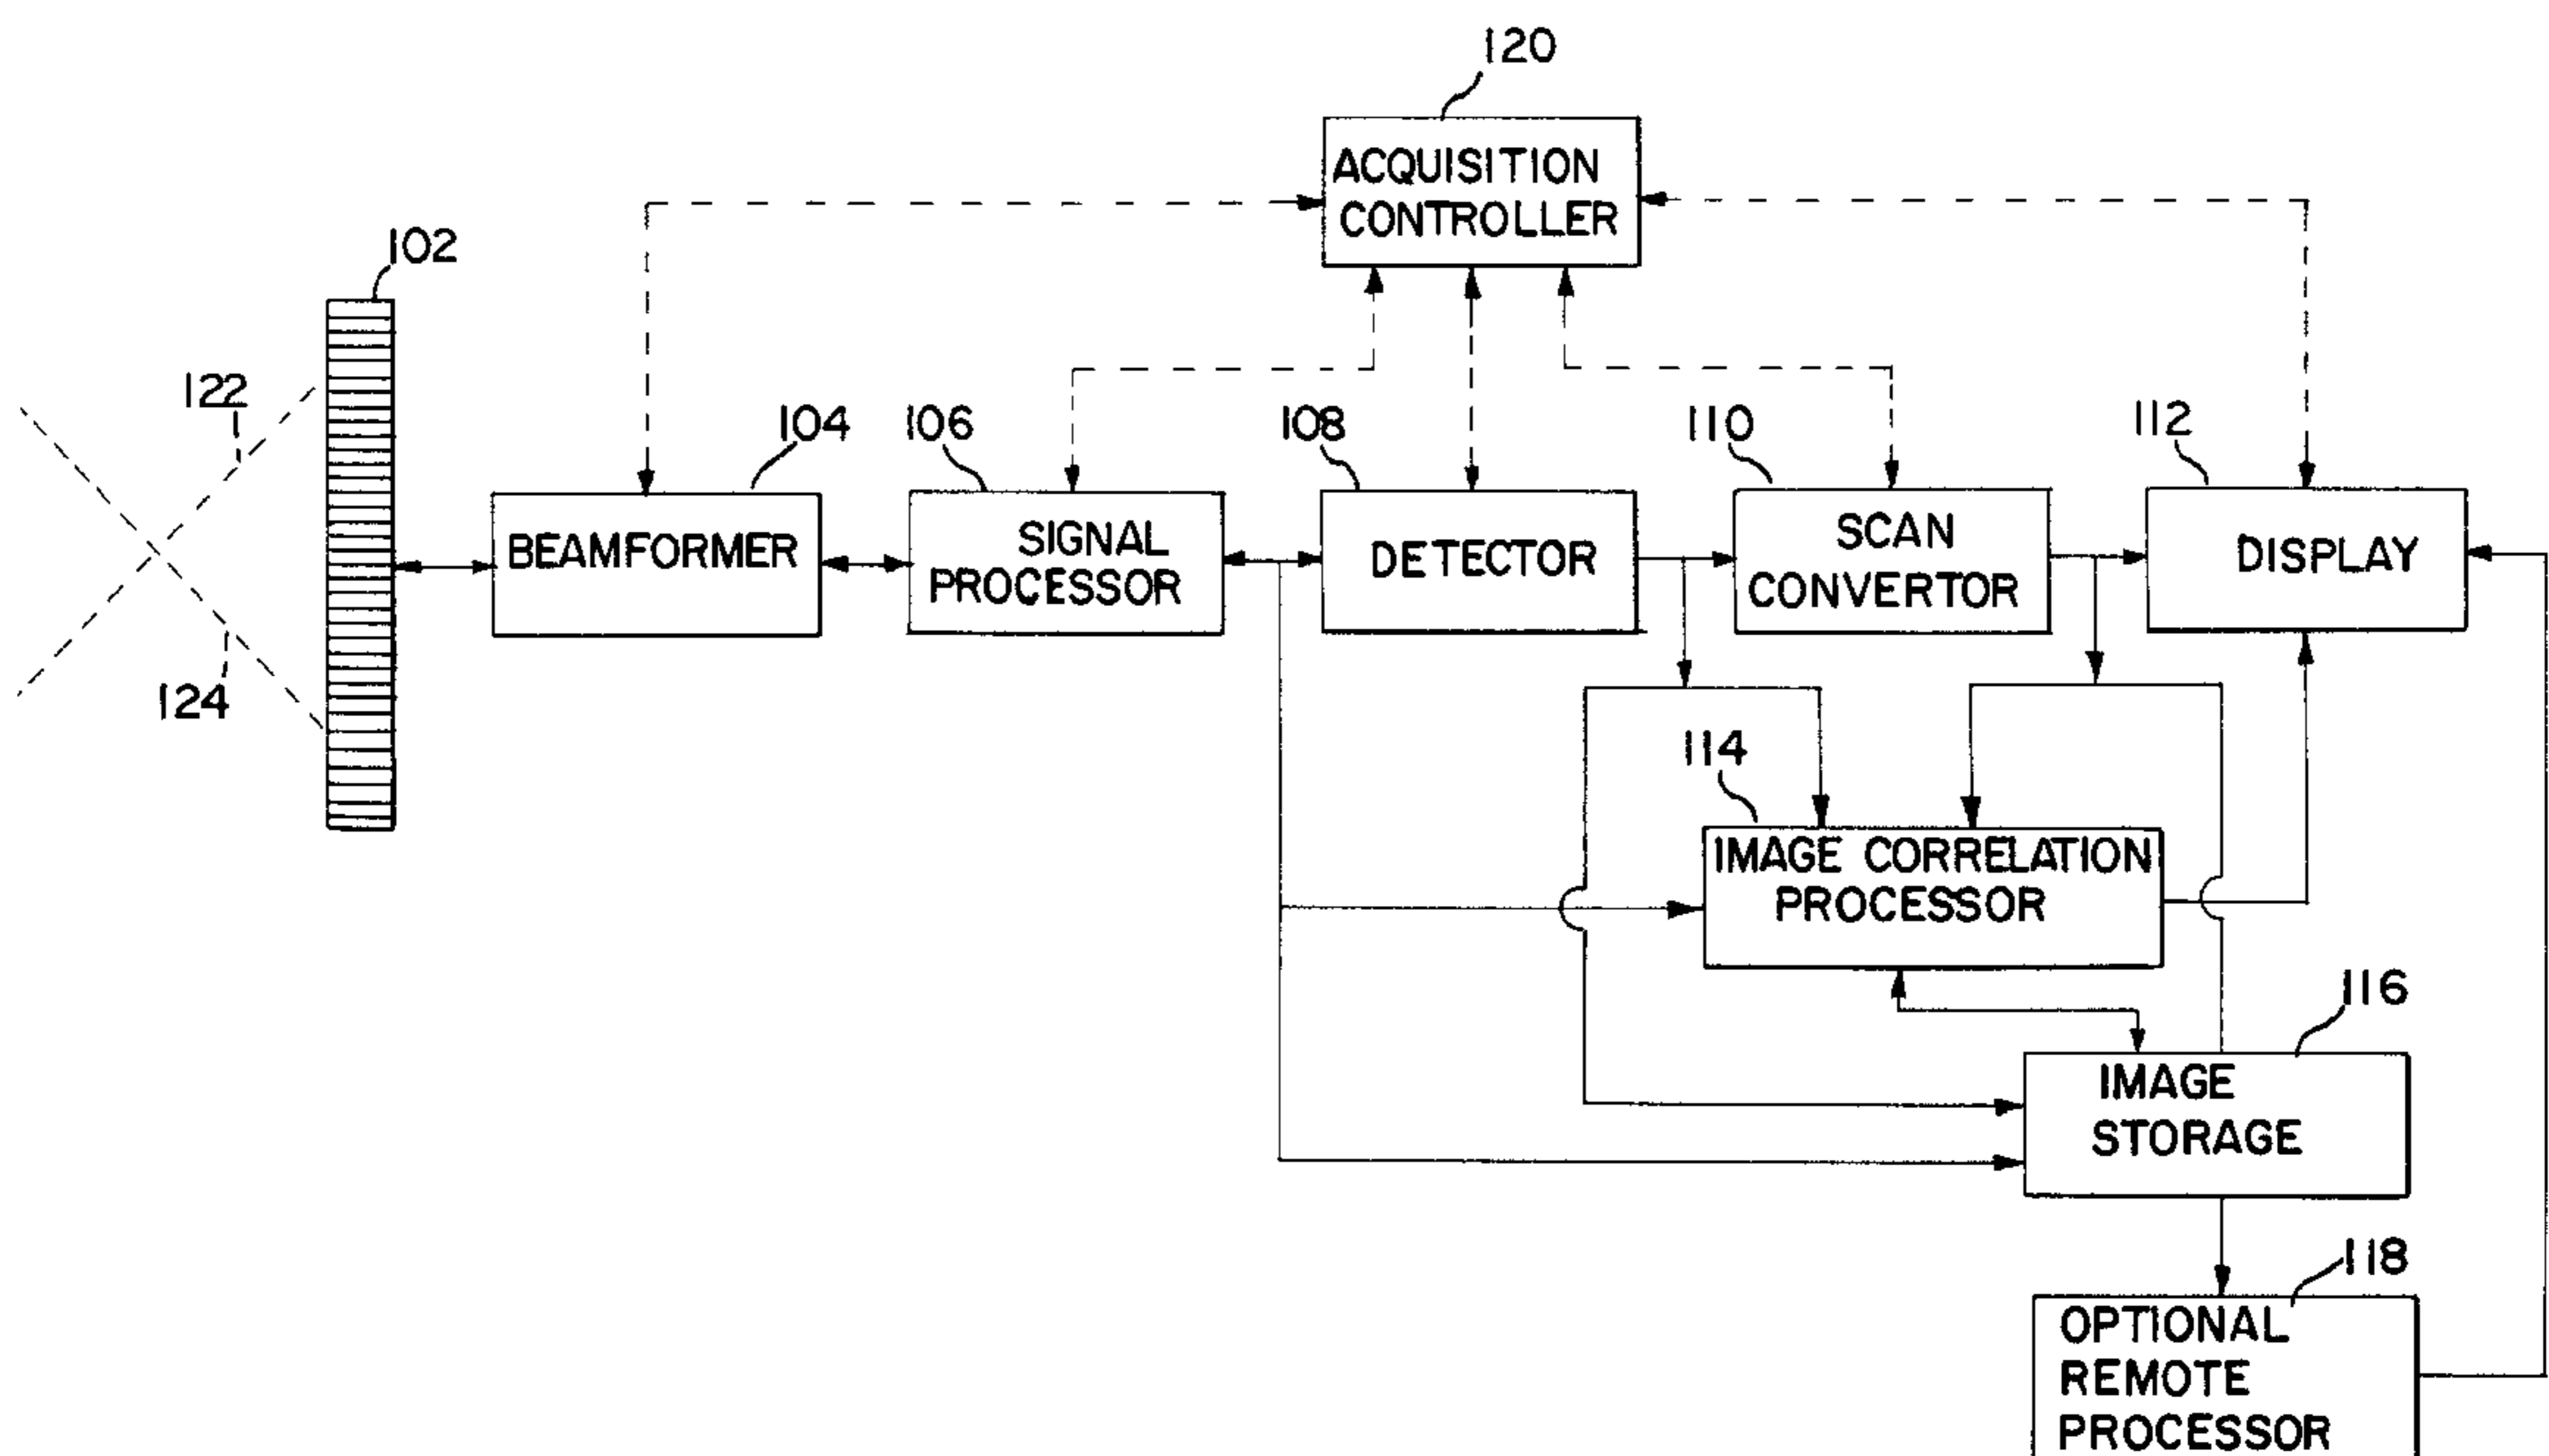 120
ACQUISITION
CONTROLLER
102
122
124
104
BEAMFORMER
106
SIGNAL
PROCESSOR
108
DETECTOR
110
SCAN
CONVERTOR
112
DISPLAY
114
IMAGE CORRELATION
PROCESSOR
116
IMAGE
STORAGE
118
OPTIONAL
REMOTE
PROCESSOR